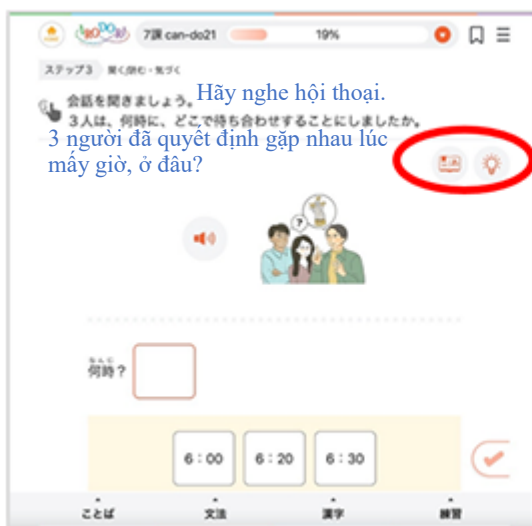 7課 can-do21
19%
ステップ3 聞く/読む・気づく
会話を聞きましょう。
Hãy nghe hội thoại.
3人は、何時に、どこで待ち合わせすることにしましたか。
3 người đã quyết định gặp nhau lúc
mấy giờ, ở đâu?
?
なんじ
何時?
6：00 6：20 6：30
ことば 文法 漢字 練習